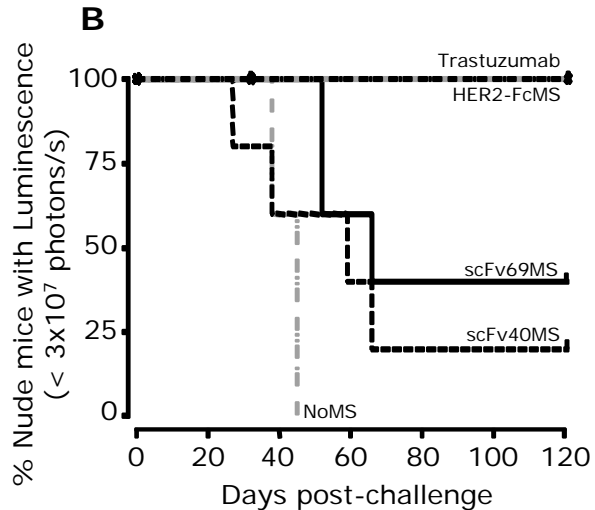 B
% Nude mice with Luminescence
(< 3x10⁷ photons/s)
100
75
50
25
0
Trastuzumab
HER2-FcMS
scFv69MS
scFv40MS
NoMS
0 20 40 60 80 100 120
Days post-challenge